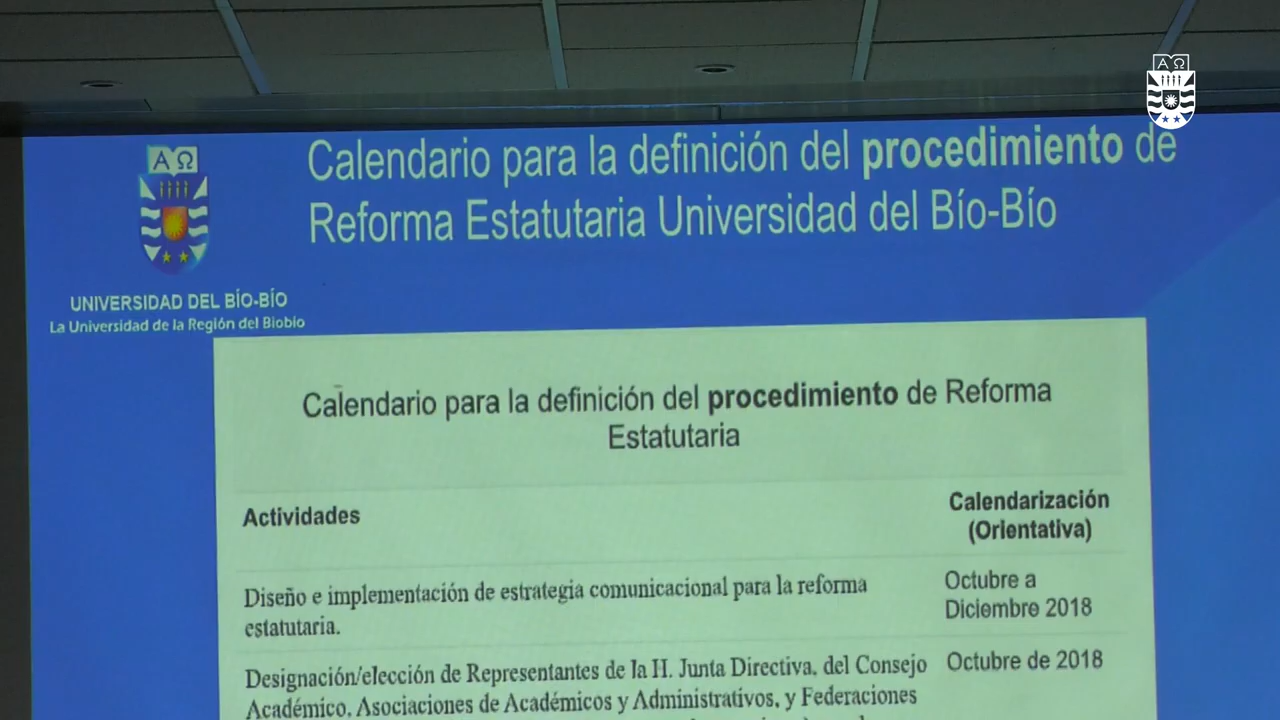 Α Ω
Α Ω
Calendario para la definición del procedimiento de
Reforma Estatutaria Universidad del Bío-Bío
UNIVERSIDAD DEL BÍO-BÍO
La Universidad de la Región del Biobio
Calendario para la definición del procedimiento de Reforma
Estatutaria
Actividades
Calendarización
(Orientativa)
Diseño e implementación de estrategia comunicacional para la reforma
estatutaria.
Octubre a
Diciembre 2018
Designación/elección de Representantes de la H. Junta Directiva, del Consejo
Académico, Asociaciones de Académicos y Administrativos, y Federaciones
Octubre de 2018